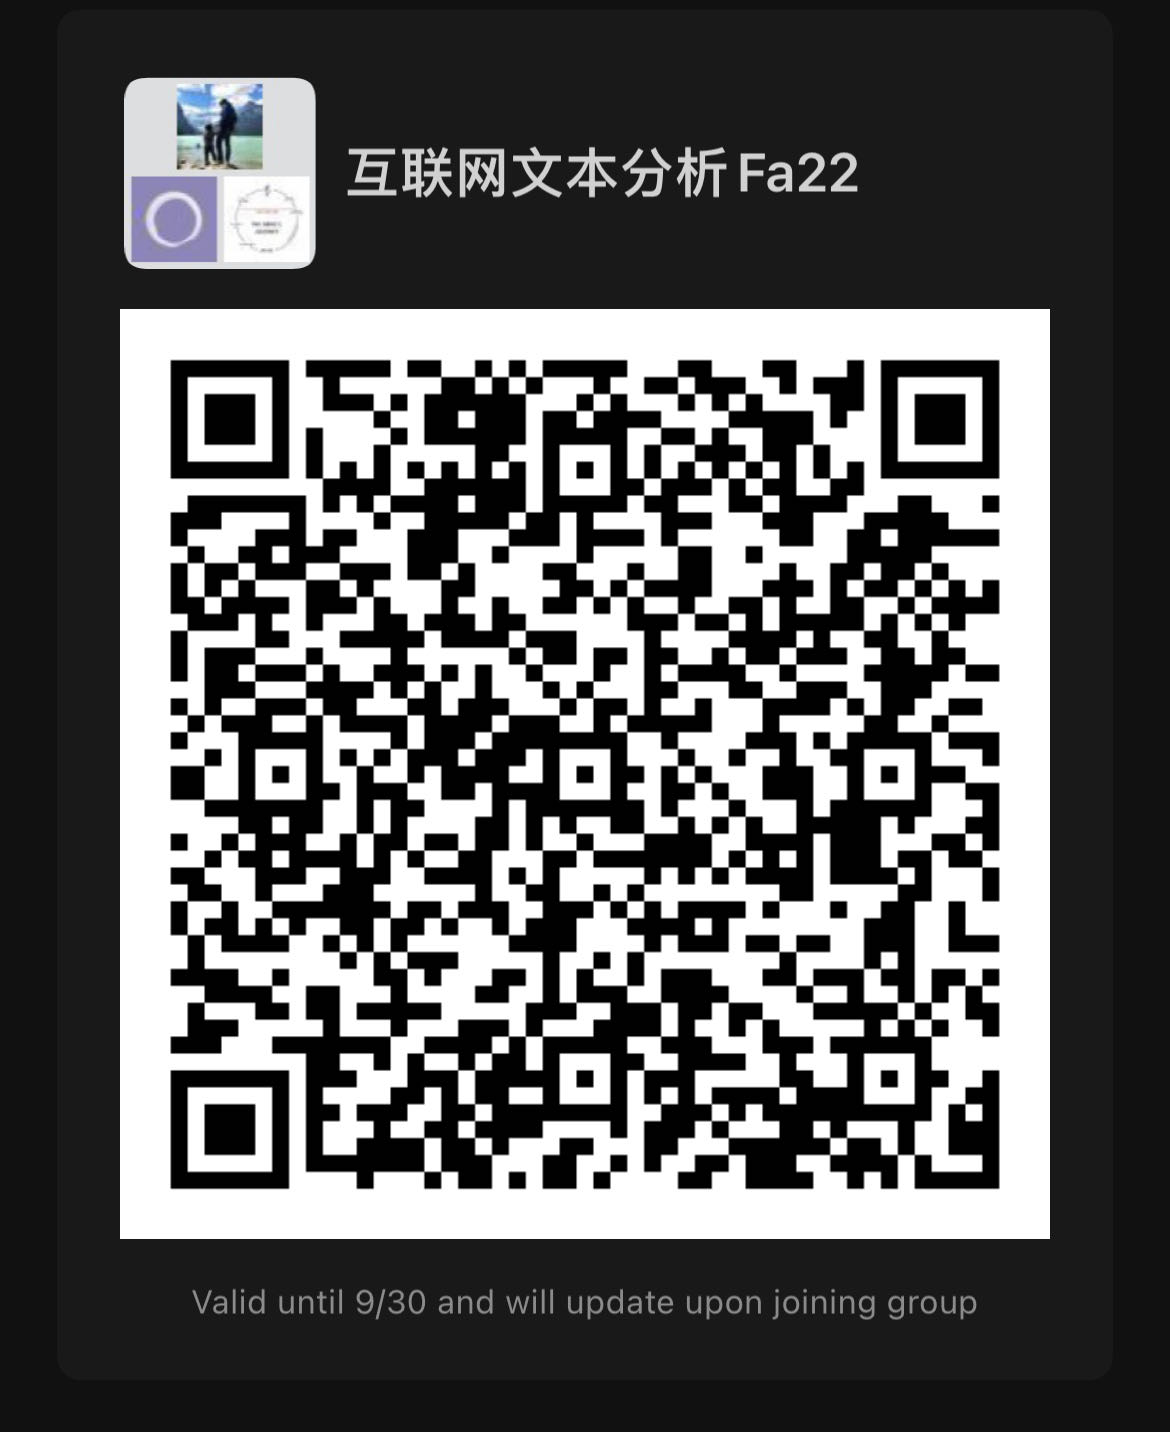 互联网文本分析Fa22
Valid until 9/30 and will update upon joining group